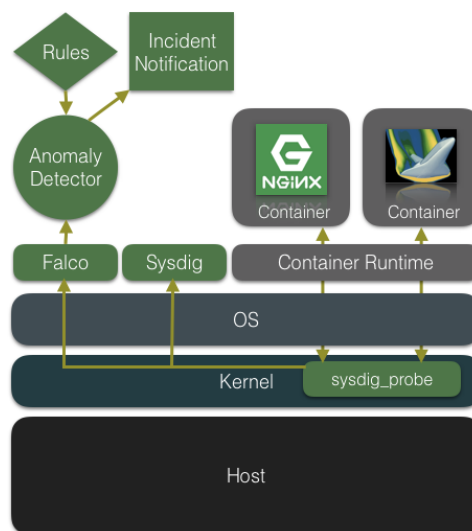 Rules
Incident
Notification
Anomaly
Detector
NGiNX
Container
Container
Falco
Sysdig
Container Runtime
OS
Kernel
sysdig_probe
Host